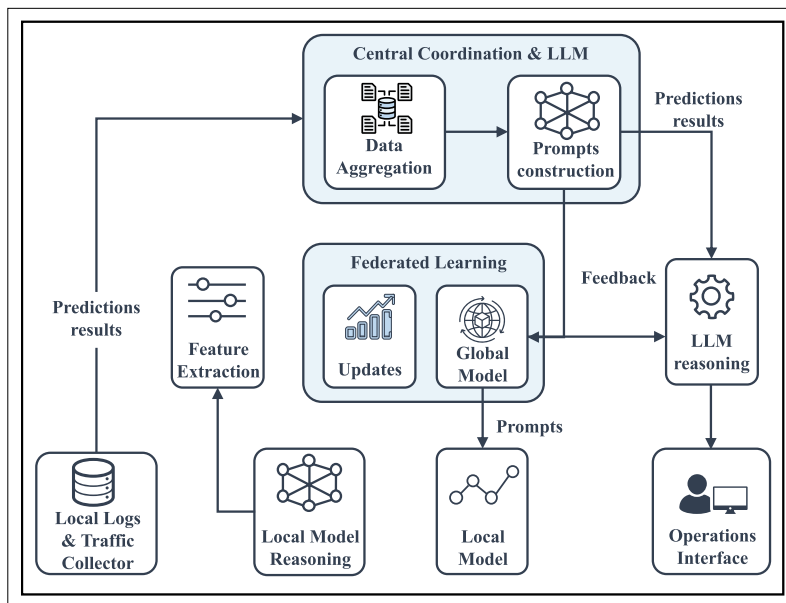 Central Coordination & LLM
Data
Aggregation
Prompts
construction
Predictions
results
Predictions
results
Feature
Extraction
Federated Learning
Updates
Global
Model
Feedback
LLM
reasoning
Prompts
Local Logs
& Traffic
Collector
Local Model
Reasoning
Local
Model
Operations
Interface